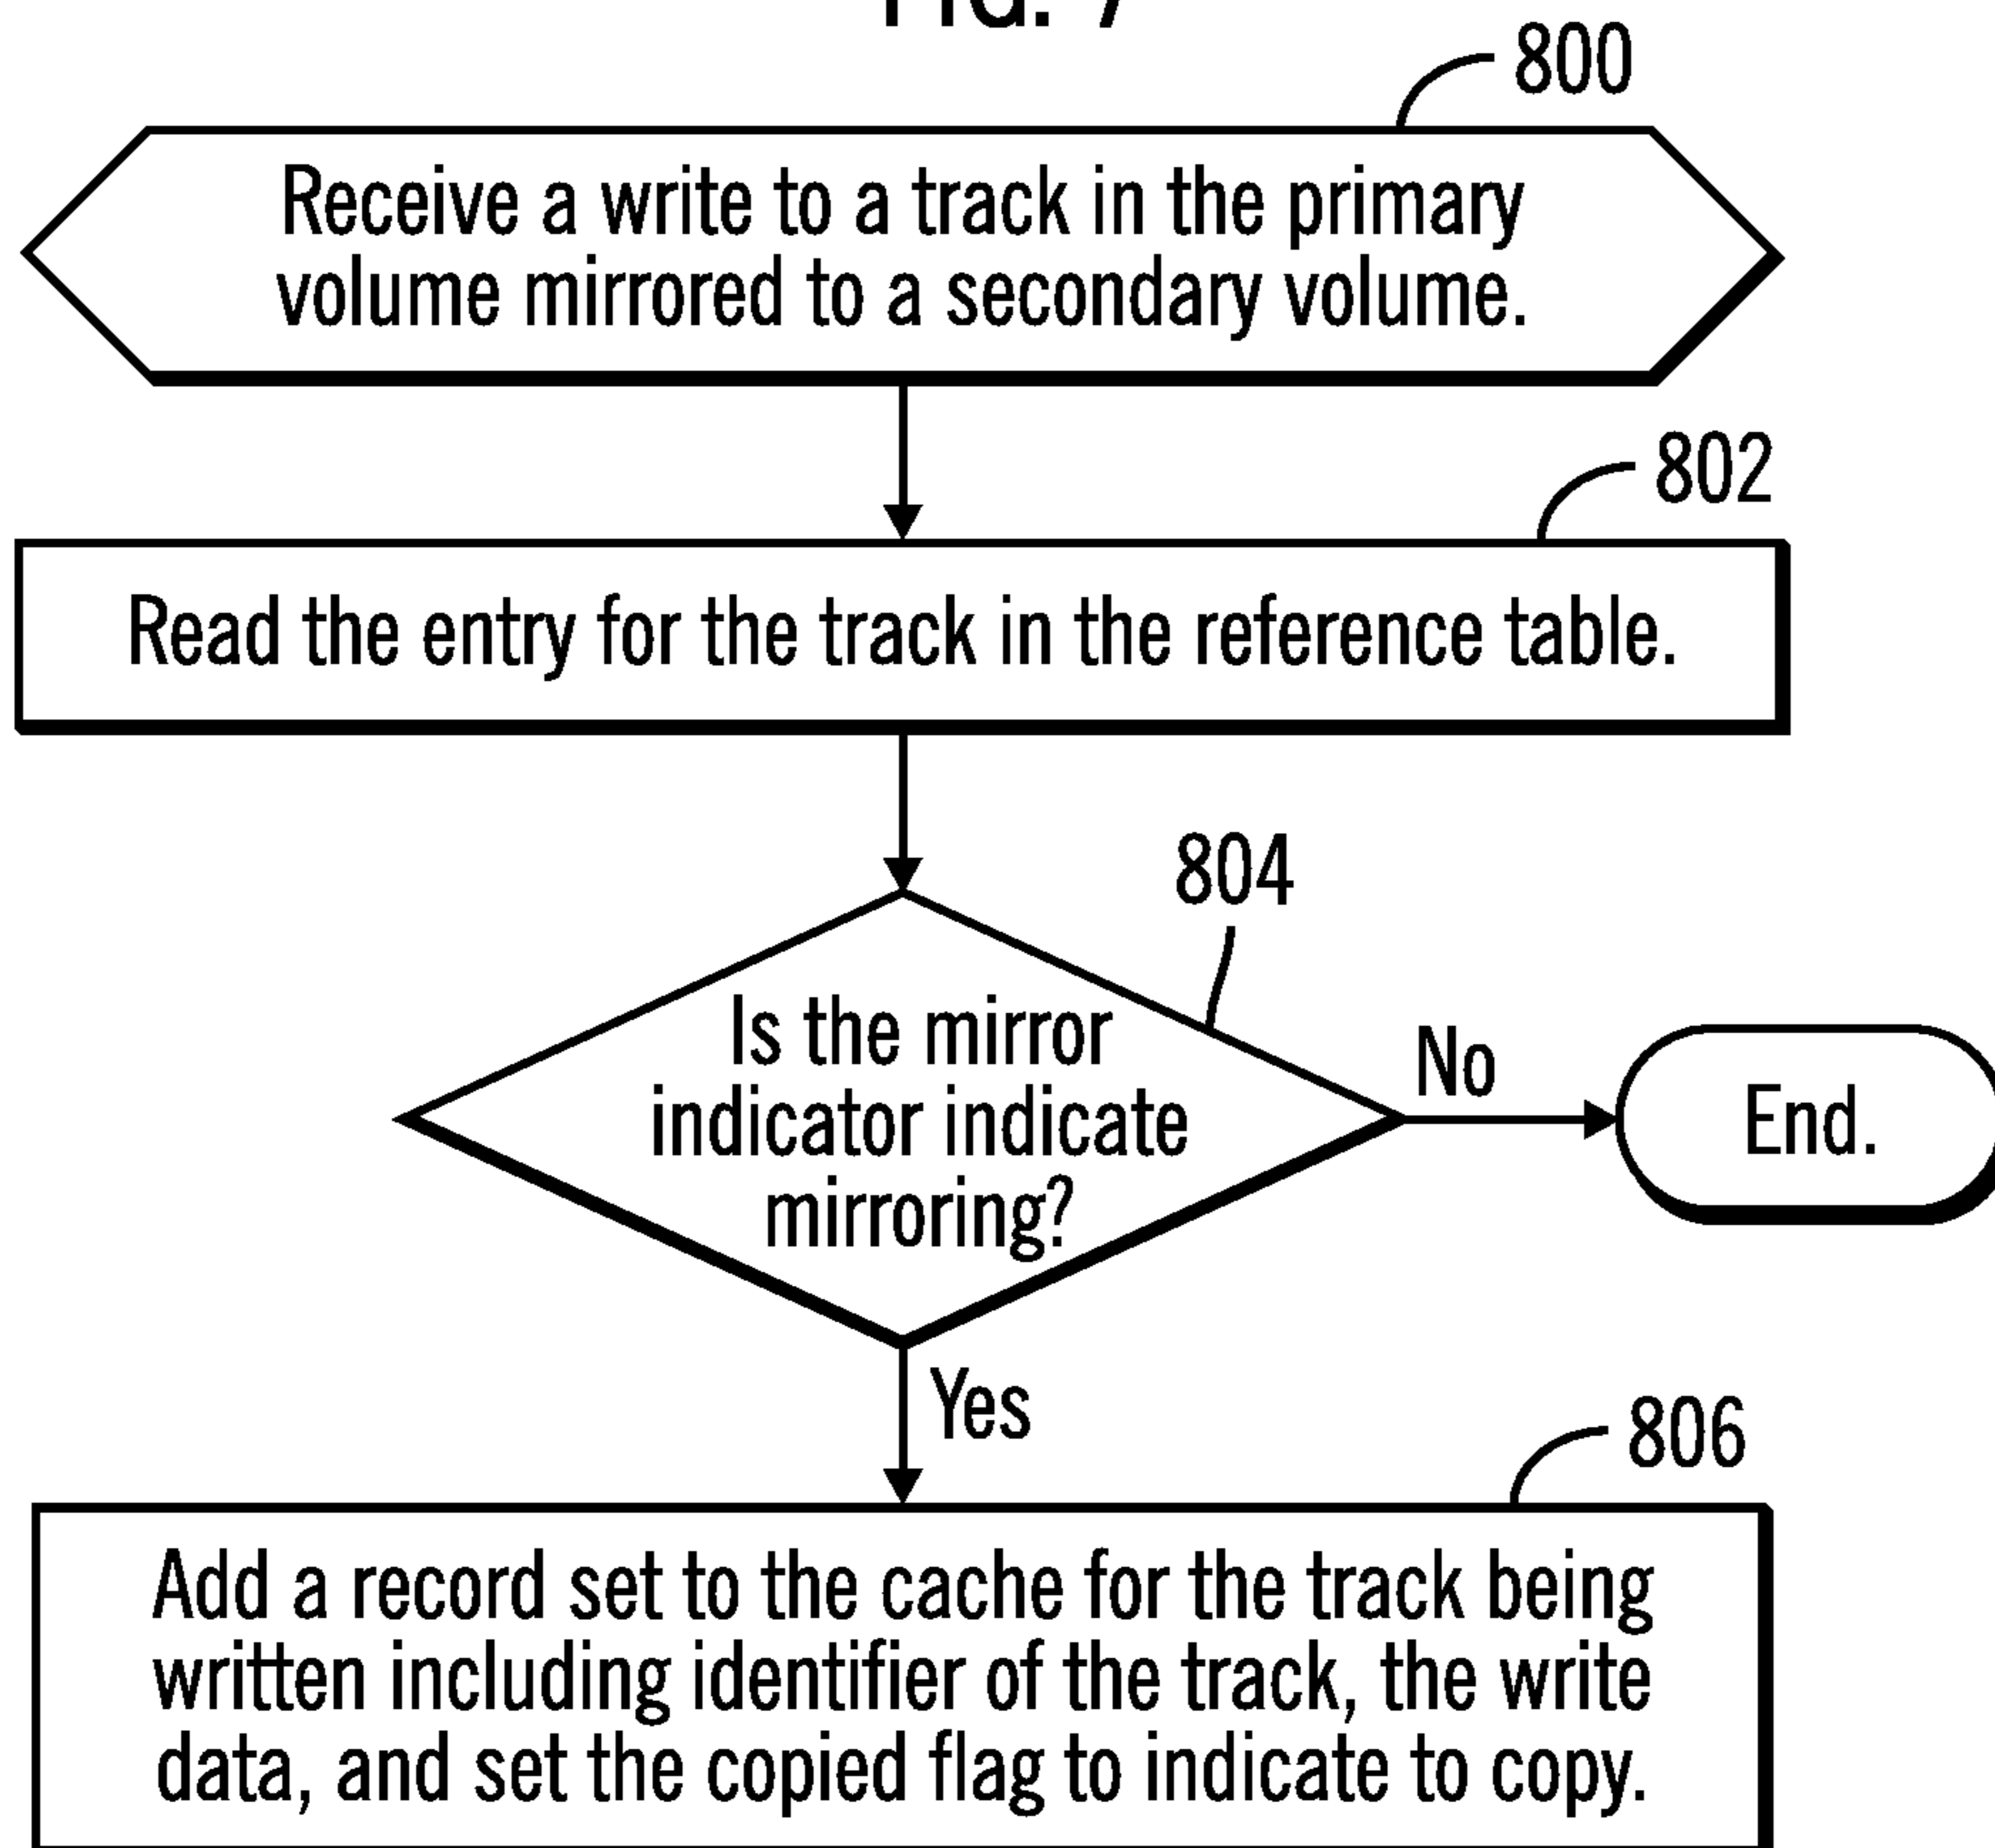 FIG. 7
800
Receive a write to a track in the primary
volume mirrored to a secondary volume.
802
Read the entry for the track in the reference table.
804
Is the mirror
indicator indicate
mirroring?
No
End.
Yes
806
Add a record set to the cache for the track being
written including identifier of the track, the write
data, and set the copied flag to indicate to copy.